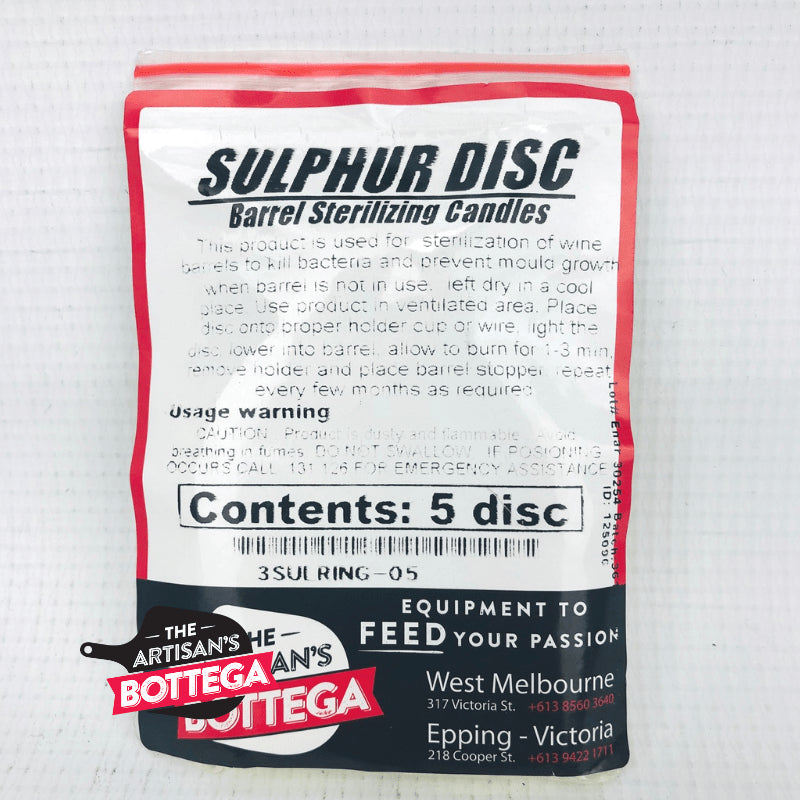 SULPHUR DISC
Barrel Sterilizing Candles
This product is used for sterilization of wine
barrels to kill bacteria and prevent mould growth
when barrel is not in use. left dry in a cool
place. Use product in ventilated area. Place
disc onto proper holder cup or wire, light the
disc, lower into barrel, allow to burn for 1-3 min,
remove holder and place barrel stopper, repeat
every few months as required
Usage warning
CAUTION. Product is dusty and flammable. Avoid
breathing in fumes. DO NOT SWALLOW. IF POSIONING
OCCURS CALL 131 126 FOR EMERGENCY ASSISTANCE
Contents: 5 disc
3SULRING-05
30254 Batch:
EQUIPMENT TO
FEED YOUR PASSION
THE
ARTISAN'S
BOTTEGA
HE
AN'S
BOTTEGA
West Melbourne
317 Victoria St. +613 8560 3640
Epping - Victoria
218 Cooper St. +613 9422 1711